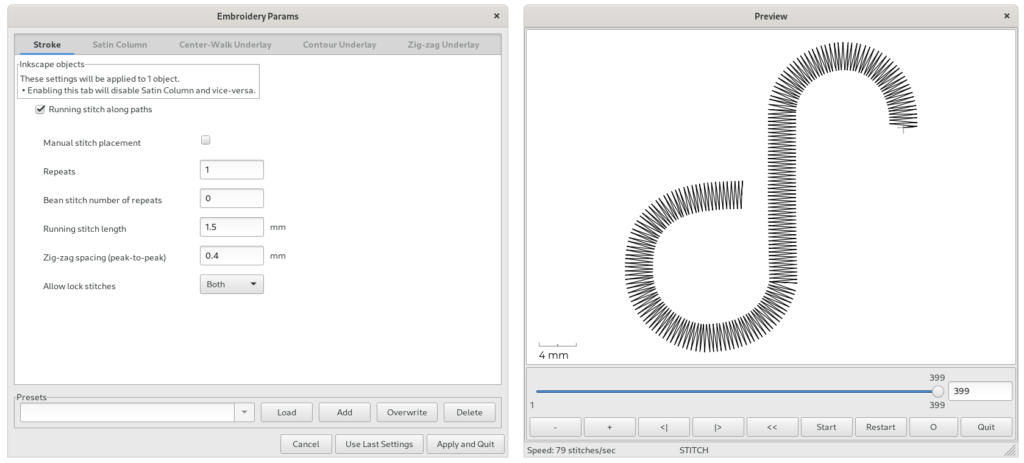 Embroidery Params
×
Stroke Satin Column Center-Walk Underlay Contour Underlay Zig-zag Underlay
Inkscape objects
These settings will be applied to 1 object.
• Enabling this tab will disable Satin Column and vice-versa.
Running stitch along paths
Manual stitch placement
Repeats 1
Bean stitch number of repeats 0
Running stitch length 1.5 mm
Zig-zag spacing (peak-to-peak) 0.4 mm
Allow lock stitches Both
Presets
Load Add Overwrite Delete
Cancel Use Last Settings Apply and Quit
Preview
×
4 mm
399
399
1 399
- + <| |> << Start Restart O Quit
Speed: 79 stitches/sec STITCH